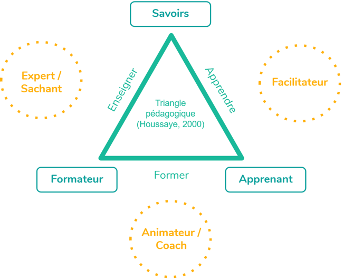 Savoirs
Expert /
Sachant
Enseigner
Apprendre
Facilitateur
Triangle
pédagogique
(Houssaye, 2000)
Formateur
Former
Apprenant
Animateur /
Coach